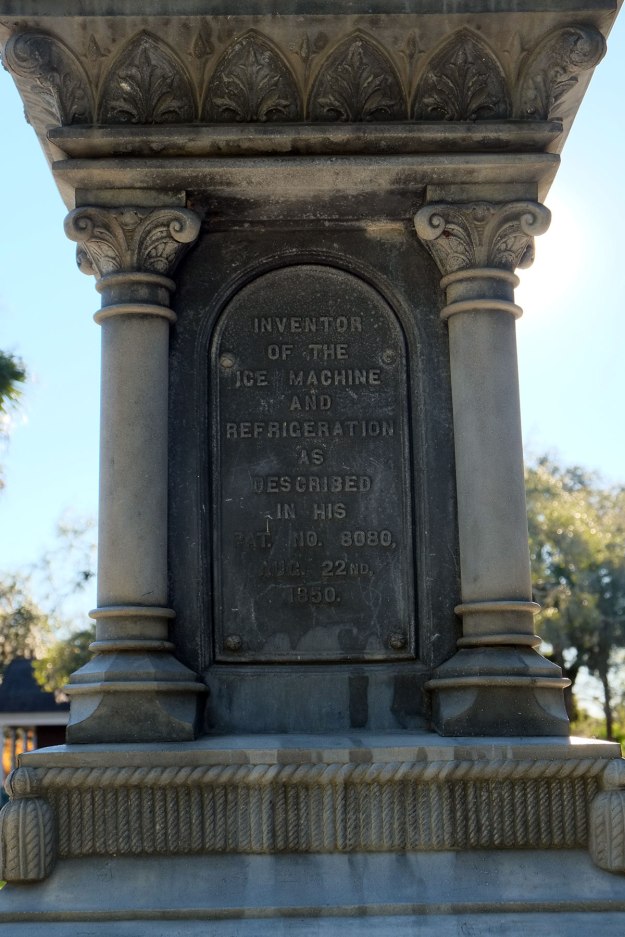 INVENTOR
OF THE
ICE MACHINE
AND
REFRIGERATION
AS
DESCRIBED
IN HIS
PAT. NO. 8080,
AUG. 22ND,
1850.